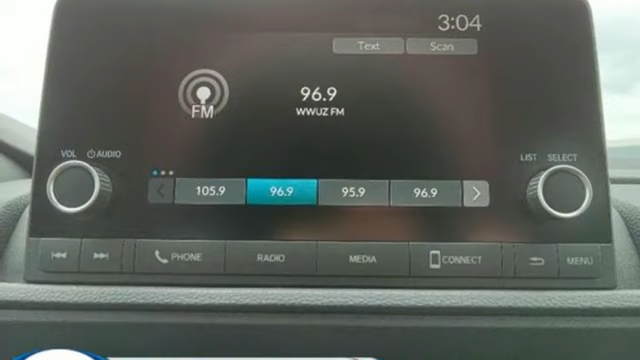 3:04
Text Scan
96.9
FM
WWUZ FM
VOL AUDIO
LIST SELECT
105.9 96.9 95.9 96.9
PHONE RADIO MEDIA CONNECT MENU